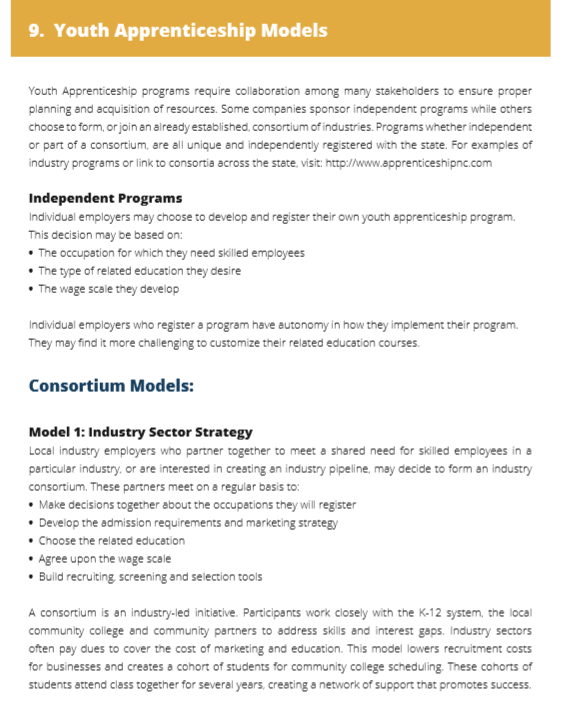 9. Youth Apprenticeship Models
Youth Apprenticeship programs require collaboration among many stakeholders to ensure proper
planning and acquisition of resources. Some companies sponsor independent programs while others
choose to form, or join an already established, consortium of industries. Programs whether independent
or part of a consortium, are all unique and independently registered with the state. For examples of
industry programs or link to consortia across the state, visit: http://www.apprenticeshipnc.com
Independent Programs
Individual employers may choose to develop and register their own youth apprenticeship program.
This decision may be based on:
• The occupation for which they need skilled employees
• The type of related education they desire
• The wage scale they develop
Individual employers who register a program have autonomy in how they implement their program.
They may find it more challenging to customize their related education courses.
Consortium Models:
Model 1: Industry Sector Strategy
Local industry employers who partner together to meet a shared need for skilled employees in a
particular industry, or are interested in creating an industry pipeline, may decide to form an industry
consortium. These partners meet on a regular basis to:
• Make decisions together about the occupations they will register
• Develop the admission requirements and marketing strategy
• Choose the related education
• Agree upon the wage scale
• Build recruiting, screening and selection tools
A consortium is an industry-led initiative. Participants work closely with the K-12 system, the local
community college and community partners to address skills and interest gaps. Industry sectors
often pay dues to cover the cost of marketing and education. This model lowers recruitment costs
for businesses and creates a cohort of students for community college scheduling. These cohorts of
students attend class together for several years, creating a network of support that promotes success.